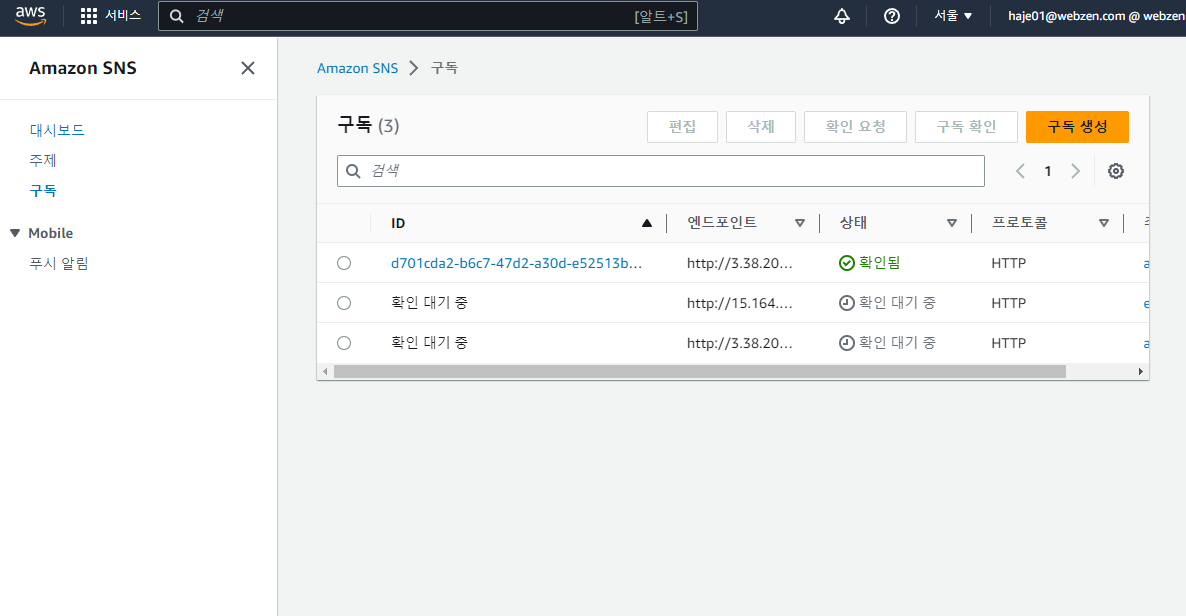 aws 서비스 검색 [알트+S] 서울 ▼ haje01@webzen.com @ webzen
Amazon SNS
대시보드
주제
구독
▼ Mobile
푸시 알림
Amazon SNS > 구독
구독 (3) 편집 삭제 확인 요청 구독 확인 구독 생성
검색 1
ID ▲ 엔드포인트 ▽ 상태 ▽ 프로토콜 ▽
d701cda2-b6c7-47d2-a30d-e52513b... http://3.38.20... 확인됨 HTTP a
확인 대기 중 http://15.164.... 확인 대기 중 HTTP e
확인 대기 중 http://3.38.20... 확인 대기 중 HTTP a